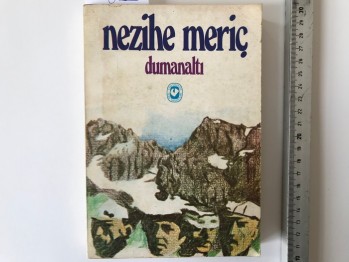 nezihe meriç
dumanaltı